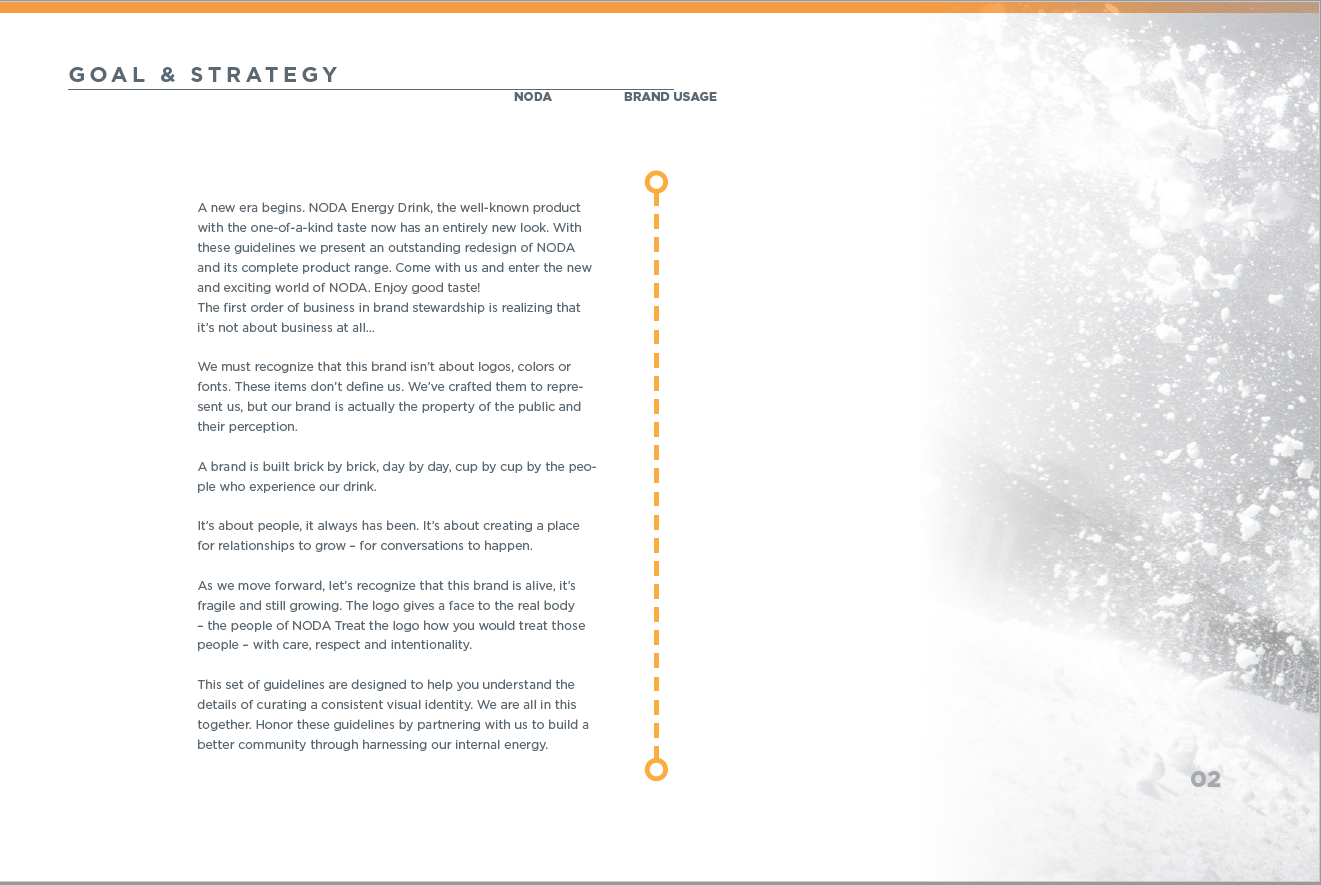 GOAL & STRATEGY
NODA BRAND USAGE
A new era begins. NODA Energy Drink, the well-known product
with the one-of-a-kind taste now has an entirely new look. With
these guidelines we present an outstanding redesign of NODA
and its complete product range. Come with us and enter the new
and exciting world of NODA. Enjoy good taste!
The first order of business in brand stewardship is realizing that
it's not about business at all...
We must recognize that this brand isn't about logos, colors or
fonts. These items don't define us. We've crafted them to repre-
sent us, but our brand is actually the property of the public and
their perception.
A brand is built brick by brick, day by day, cup by cup by the peo-
ple who experience our drink.
It's about people, it always has been. It's about creating a place
for relationships to grow – for conversations to happen.
As we move forward, let's recognize that this brand is alive, it's
fragile and still growing. The logo gives a face to the real body
– the people of NODA Treat the logo how you would treat those
people – with care, respect and intentionality.
This set of guidelines are designed to help you understand the
details of curating a consistent visual identity. We are all in this
together. Honor these guidelines by partnering with us to build a
better community through harnessing our internal energy.
02